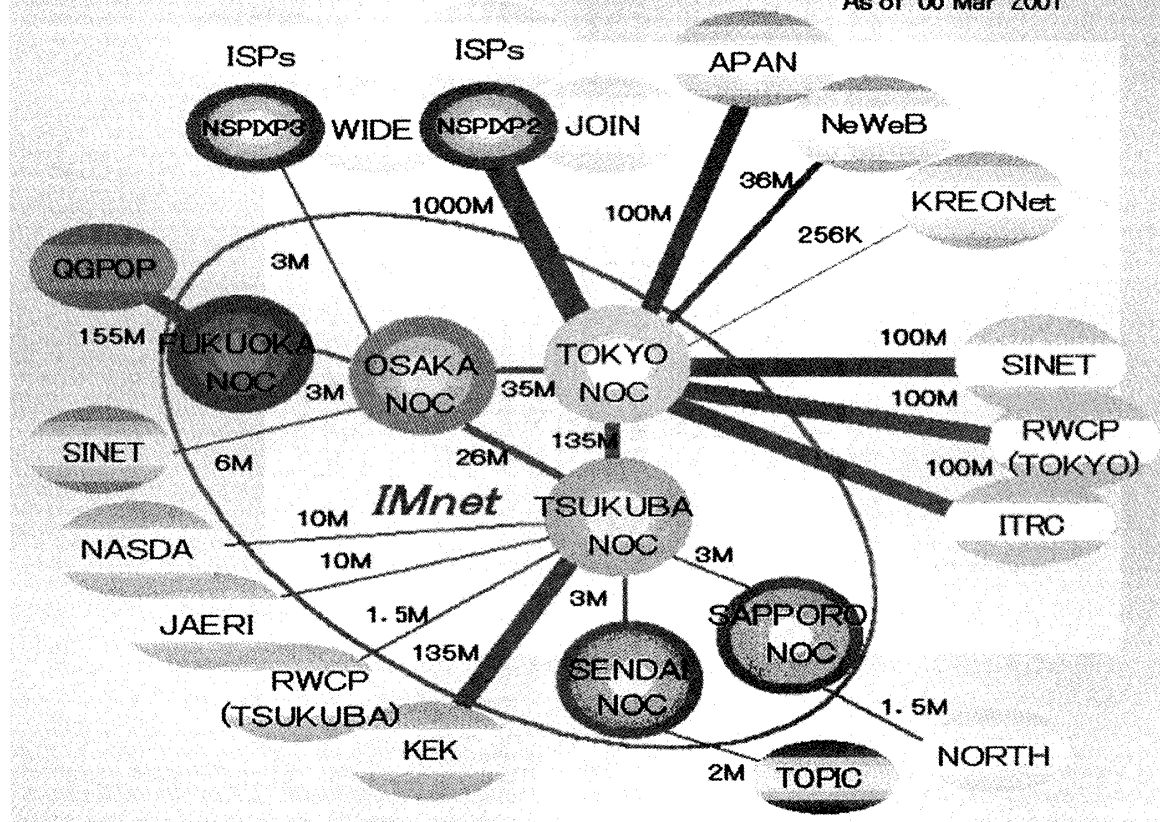 As of 00 Mar 2001
ISPs
ISPs
APAN
NSPIXP3
WIDE
NSPIXP2
JOIN
NeWeB
KREONet
36M
1000M
100M
256K
3M
QGPOP
155M
FUKUOKA
NOC
3M
OSAKA
NOC
35M
TOKYO
NOC
100M
SINET
100M
RWCP
(TOKYO)
100M
ITRC
SINET
6M
26M
135M
IMnet
TSUKUBA
NOC
NASDA
10M
10M
JAERI
1.5M
RWCP
(TSUKUBA)
135M
KEK
3M
SENDAI
NOC
3M
SAPPORO
NOC
1.5M
NORTH
2M
TOPIC